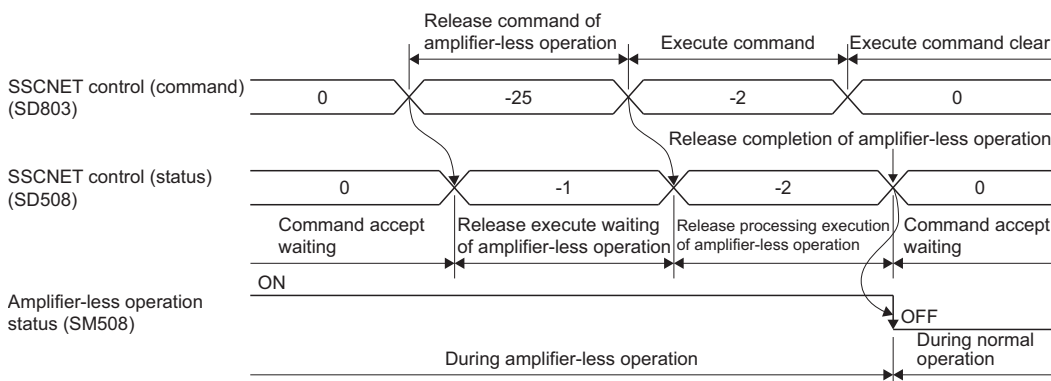 Release command of
amplifier-less operation
Execute command
Execute command clear
SSCNET control (command)
(SD803)
0
-25
-2
0
Release completion of amplifier-less operation
SSCNET control (status)
(SD508)
0
-1
-2
0
Command accept
waiting
Release execute waiting
of amplifier-less operation
Release processing execution
of amplifier-less operation
Command accept
waiting
ON
Amplifier-less operation
status (SM508)
OFF
During normal
operation
During amplifier-less operation